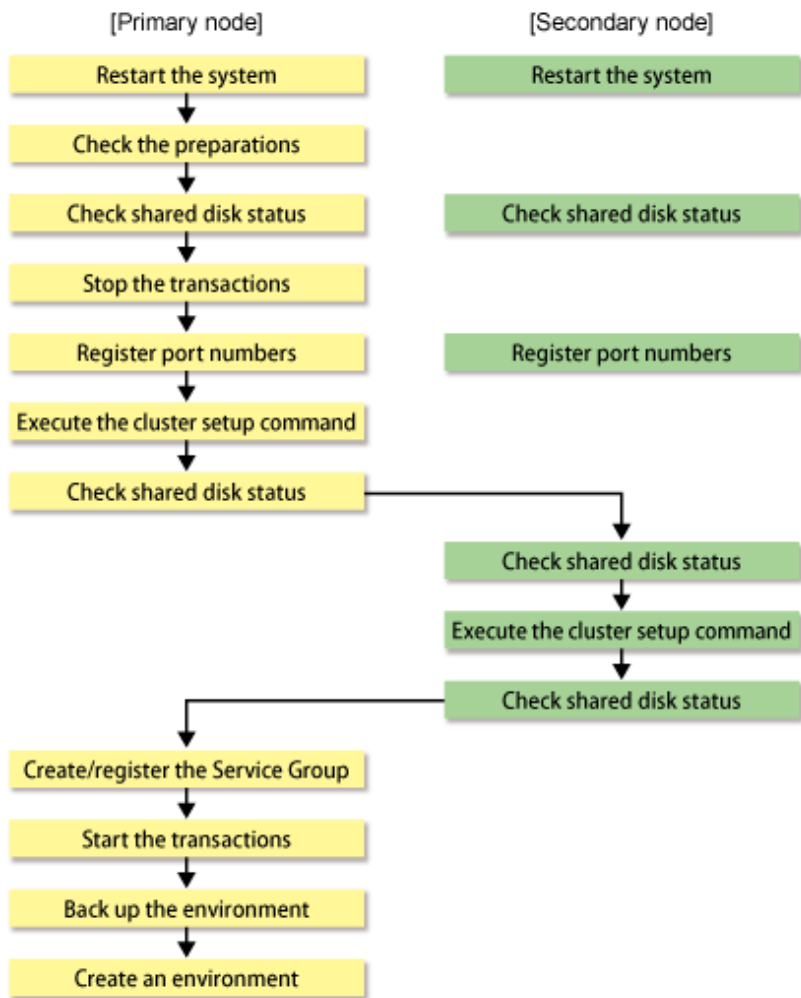 [Primary node] [Secondary node]
Restart the system Restart the system
Check the preparations
Check shared disk status Check shared disk status
Stop the transactions
Register port numbers Register port numbers
Execute the cluster setup command
Check shared disk status
Check shared disk status
Execute the cluster setup command
Check shared disk status
Create/register the Service Group
Start the transactions
Back up the environment
Create an environment